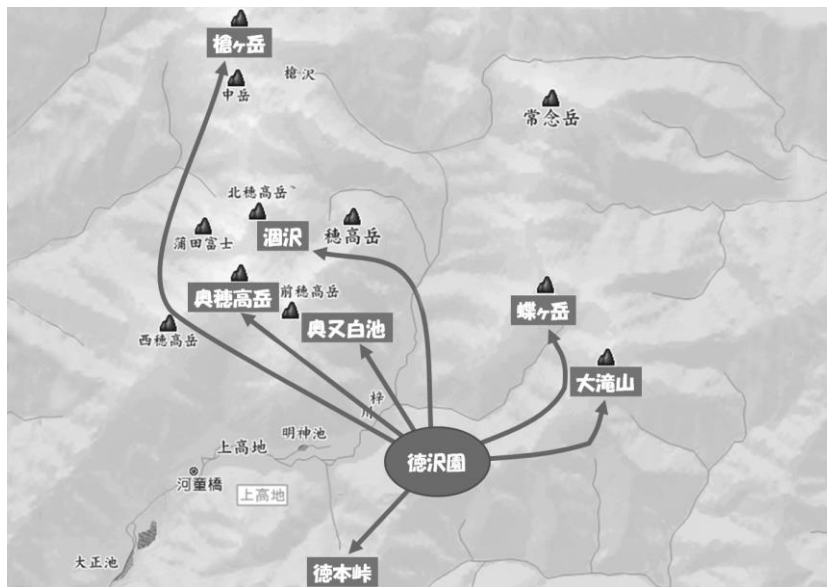 槍ヶ岳
中岳
槍沢
常念岳
北穂高岳
蒲田富士
涸沢
穂高岳
奥穂高岳
前穂高岳
西穂高岳
奥又白池
蝶ヶ岳
大滝山
梓川
明神池
上高地
徳沢園
河童橋
上高地
大正池
徳本峠